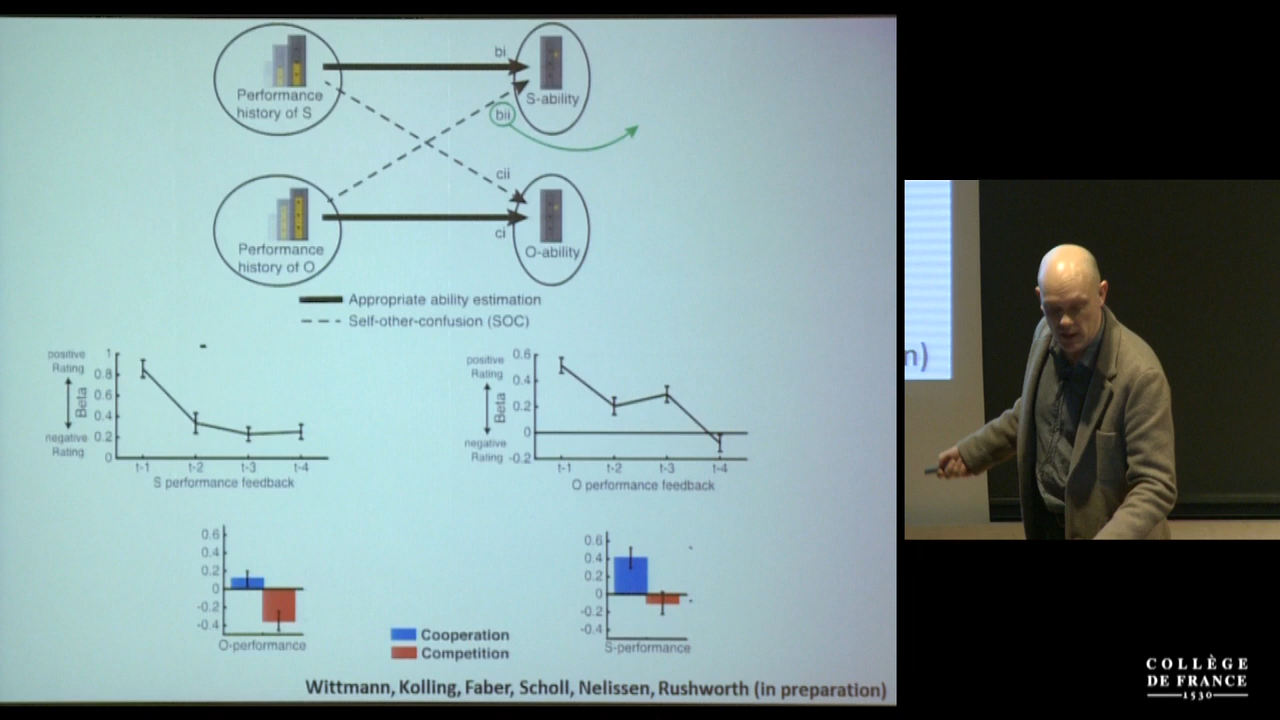 bi
Performance
history of S
S-ability
bii
cii
Performance
history of O
ci
O-ability
Appropriate ability estimation
Self-other-confusion (SOC)
positive
Rating
Beta
negative
Rating
1
0.8
0.6
0.4
0.2
0
t-1 t-2 t-3 t-4
S performance feedback
positive
Rating
Beta
negative
Rating
0.6
0.4
0.2
0
-0.2
t-1 t-2 t-3 t-4
O performance feedback
0.6
0.4
0.2
0
-0.2
-0.4
O-performance
Cooperation
Competition
0.6
0.4
0.2
0
-0.2
-0.4
S-performance
Wittmann, Kolling, Faber, Scholl, Nelissen, Rushworth (in preparation)
n)
COLLÈGE
DE FRANCE
1530